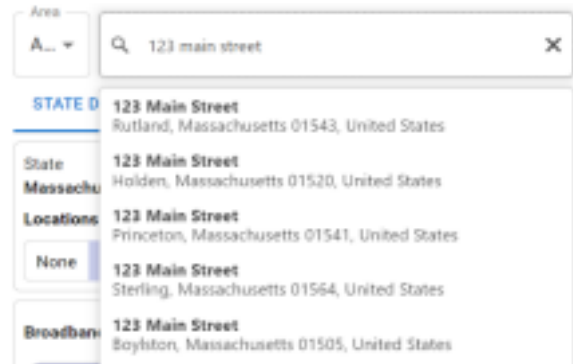 Area
A...
123 main street
STATE D
123 Main Street
Rutland, Massachusetts 01543, United States
State
Massachu
123 Main Street
Holden, Massachusetts 01520, United States
Locations
123 Main Street
Princeton, Massachusetts 01541, United States
None
123 Main Street
Sterling, Massachusetts 01564, United States
Broadban
123 Main Street
Boylston, Massachusetts 01505, United States